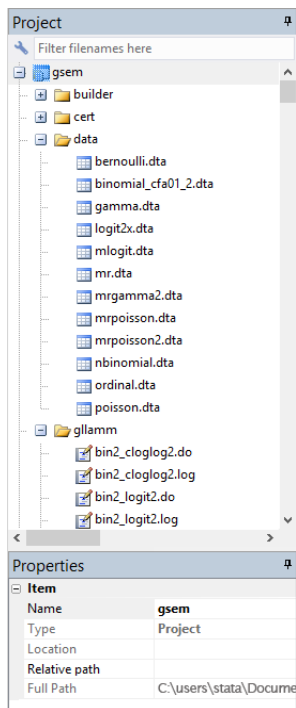 Project
Filter filenames here
gsem
builder
cert
data
bernoulli.dta
binomial_cfa01_2.dta
gamma.dta
logit2x.dta
mlogit.dta
mr.dta
mrgamma2.dta
mrpoisson.dta
mrpoisson2.dta
nbinomial.dta
ordinal.dta
poisson.dta
gllamm
bin2_cloglog2.do
bin2_cloglog2.log
bin2_logit2.do
bin2_logit2.log
Properties
Item
Name gsem
Type Project
Location
Relative path
Full Path C:\users\stata\Docume